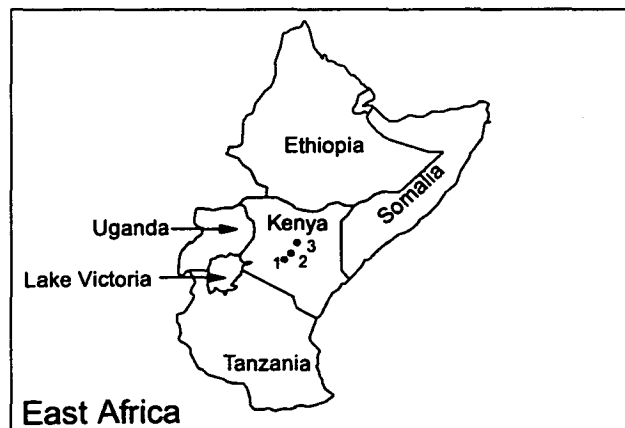 Ethiopia
Somalia
Uganda
Kenya
3
1
2
Lake Victoria
Tanzania
East Africa